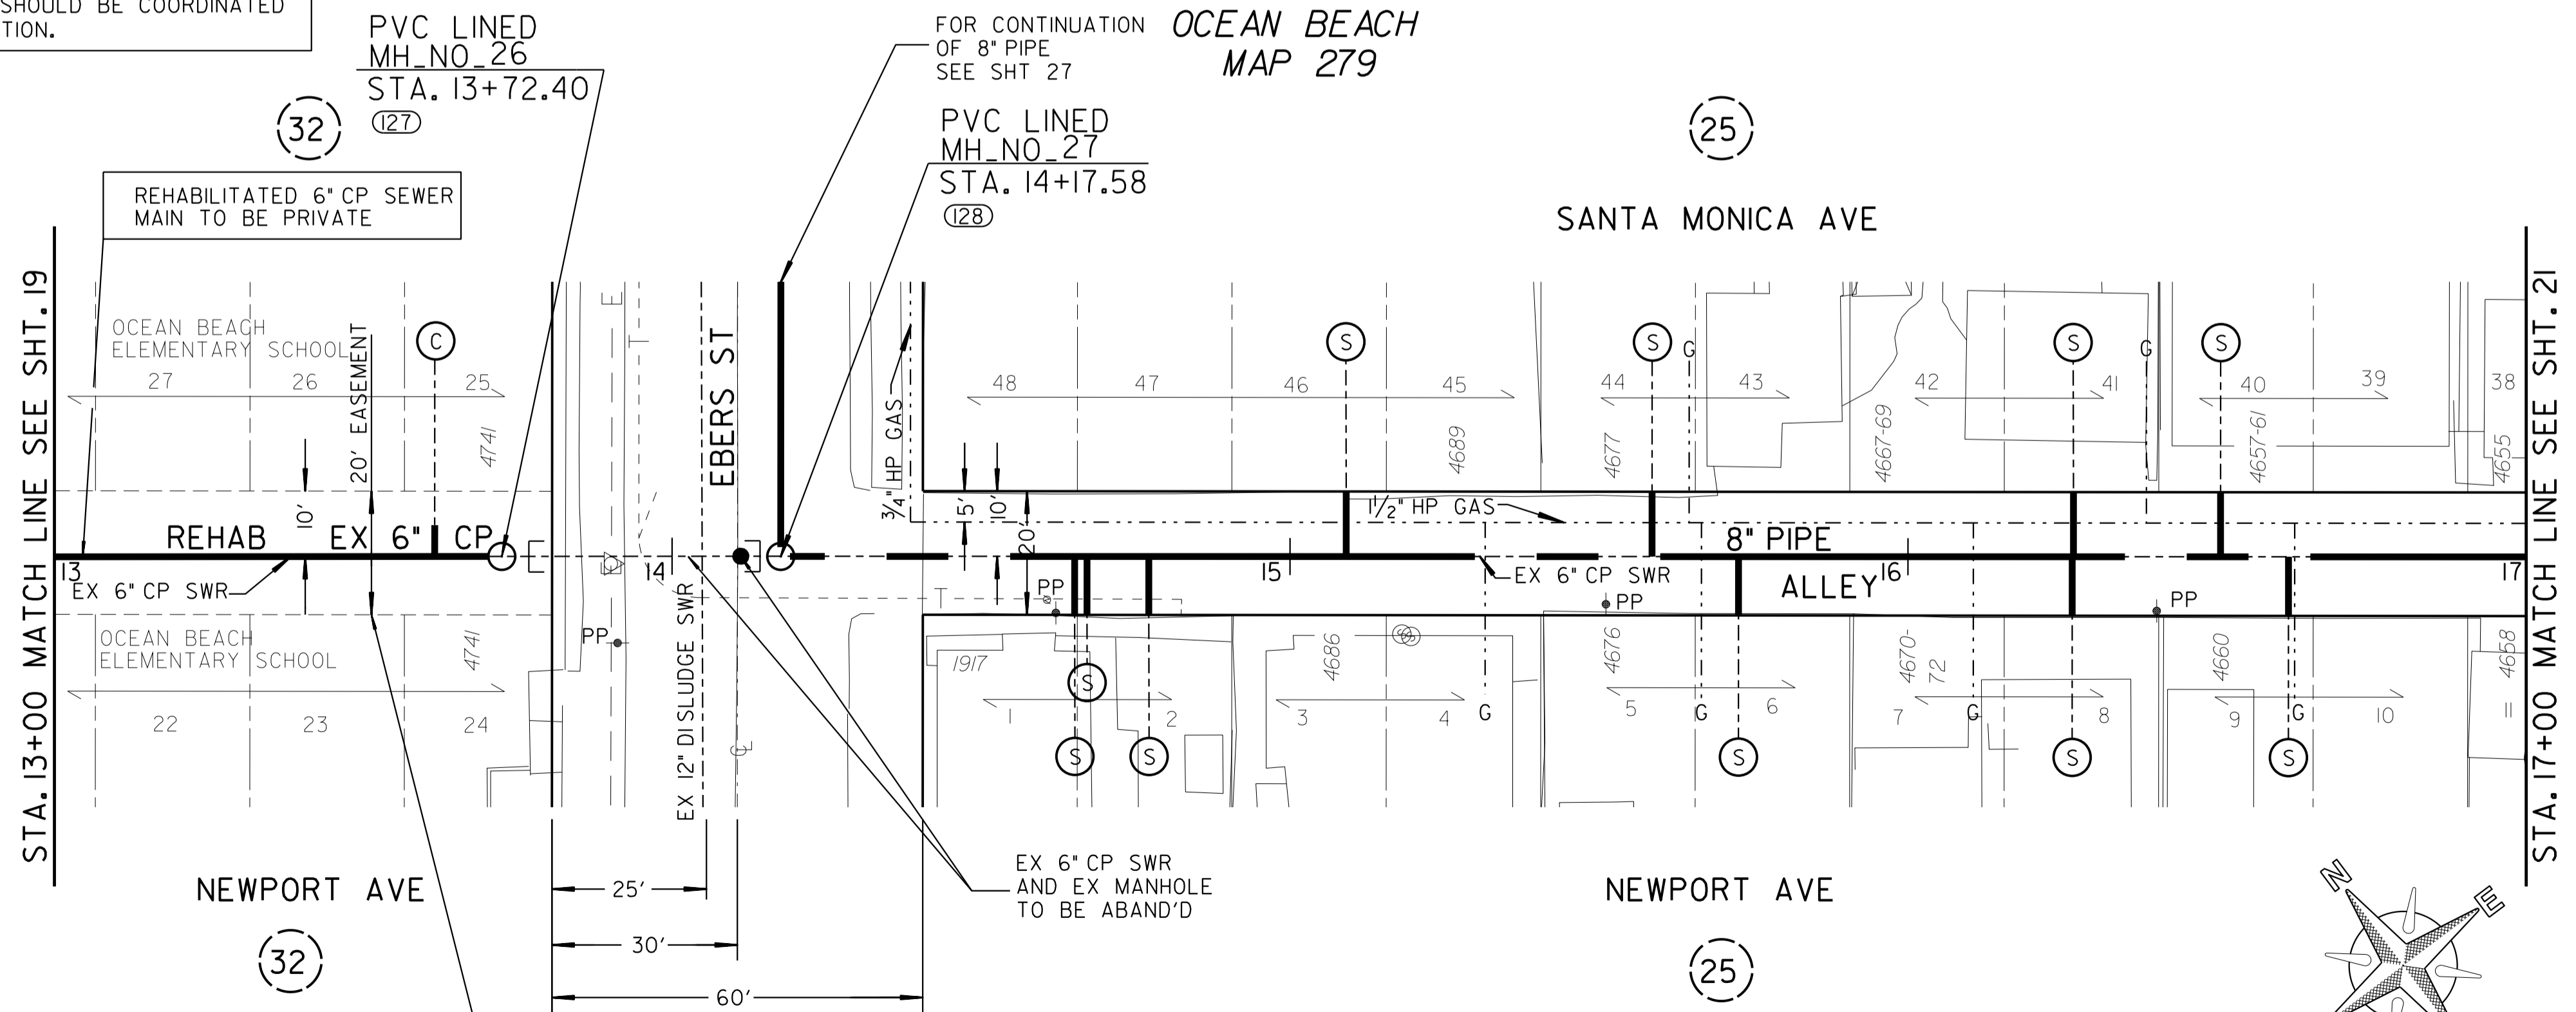 SHOULD BE COORDINATED
TION.
PVC LINED
MH_NO_26
STA. 13+72.40
127
32
REHABILITATED 6" CP SEWER
MAIN TO BE PRIVATE
FOR CONTINUATION
OF 8" PIPE
SEE SHT 27
OCEAN BEACH
MAP 279
PVC LINED
MH_NO_27
STA. 14+17.58
128
25
SANTA MONICA AVE
STA. 13+00 MATCH LINE SEE SHT. 19
OCEAN BEACH
ELEMENTARY SCHOOL
27
26
25
20' EASEMENT
C
4741
10'
REHAB EX 6" CP
13
EX 6" CP SWR
OCEAN BEACH
ELEMENTARY SCHOOL
4741
22
23
24
E
T
EBERS ST
14
PP
EX 12" DISLUDGE SWR
3/4" HP GAS
48
47
46
45
44
43
42
41
40
39
38
S
S
G
S
G
S
4689
4677
4667-69
4657-61
4655
5'
10'
20'
1 1/2" HP GAS
8" PIPE
15
EX 6" CP SWR
ALLEY
16
17
T
PP
PP
PP
1917
4686
4676
4670-
72
4660
4658
S
1
2
3
4
G
5
G
6
7
G
8
9
G
10
11
S
S
S
S
S
STA. 17+00 MATCH LINE SEE SHT. 21
EX 6" CP SWR
AND EX MANHOLE
TO BE ABAND'D
NEWPORT AVE
32
25'
30'
60'
NEWPORT AVE
25
N
E